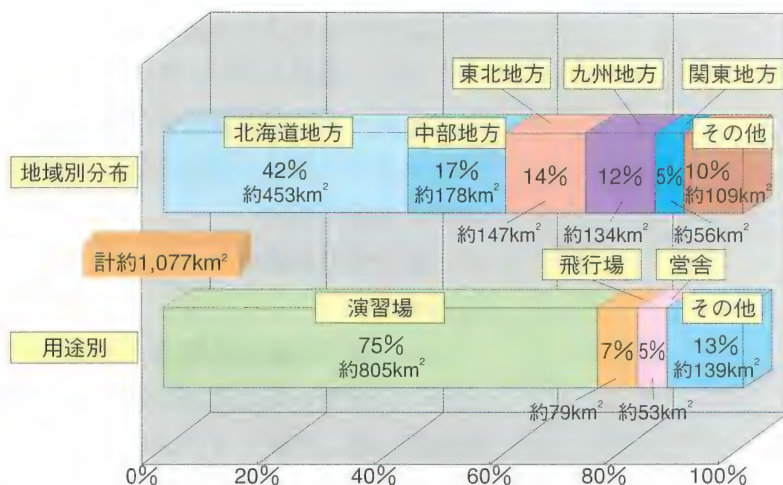 東北地方 九州地方 関東地方
北海道地方 中部地方 その他
地域別分布
42% 17% 14% 12% 5% 10%
約453km² 約178km² 約109km²
約147km² 約134km² 約56km²
計約1,077km²
飛行場 営舎
演習場 その他
用途別
75% 7% 5% 13%
約805km² 約139km²
約79km² 約53km²
0% 20% 40% 60% 80% 100%